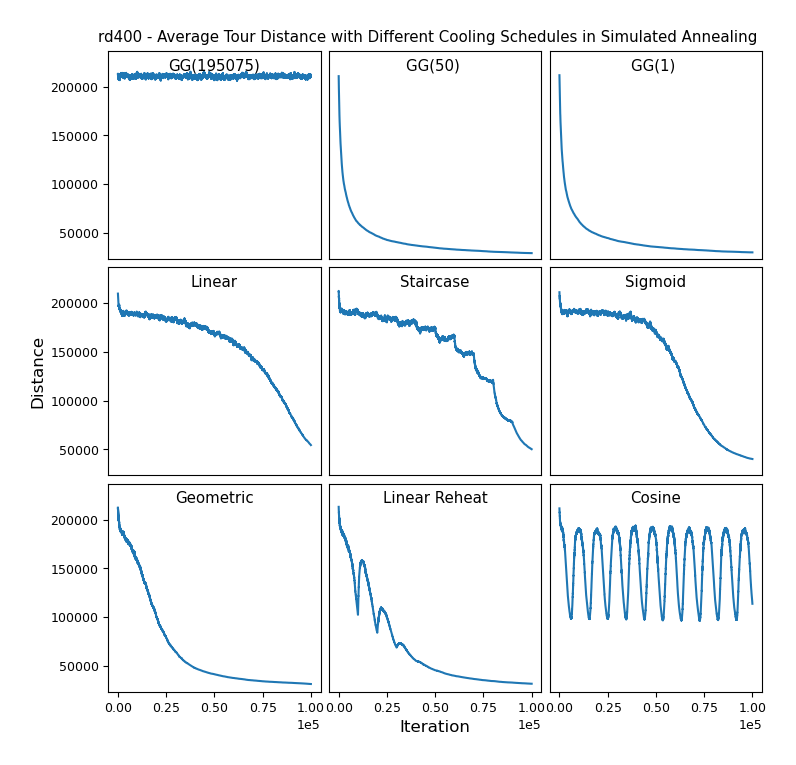 rd400 - Average Tour Distance with Different Cooling Schedules in Simulated Annealing
GG(195075) GG(50) GG(1)
200000
150000
100000
50000
Linear Staircase Sigmoid
200000
150000
100000
50000
Distance
Geometric Linear Reheat Cosine
200000
150000
100000
50000
0.00 0.25 0.50 0.75 1.00 0.00 0.25 0.50 0.75 1.00 0.00 0.25 0.50 0.75 1.00
1e5 1e5 1e5
Iteration